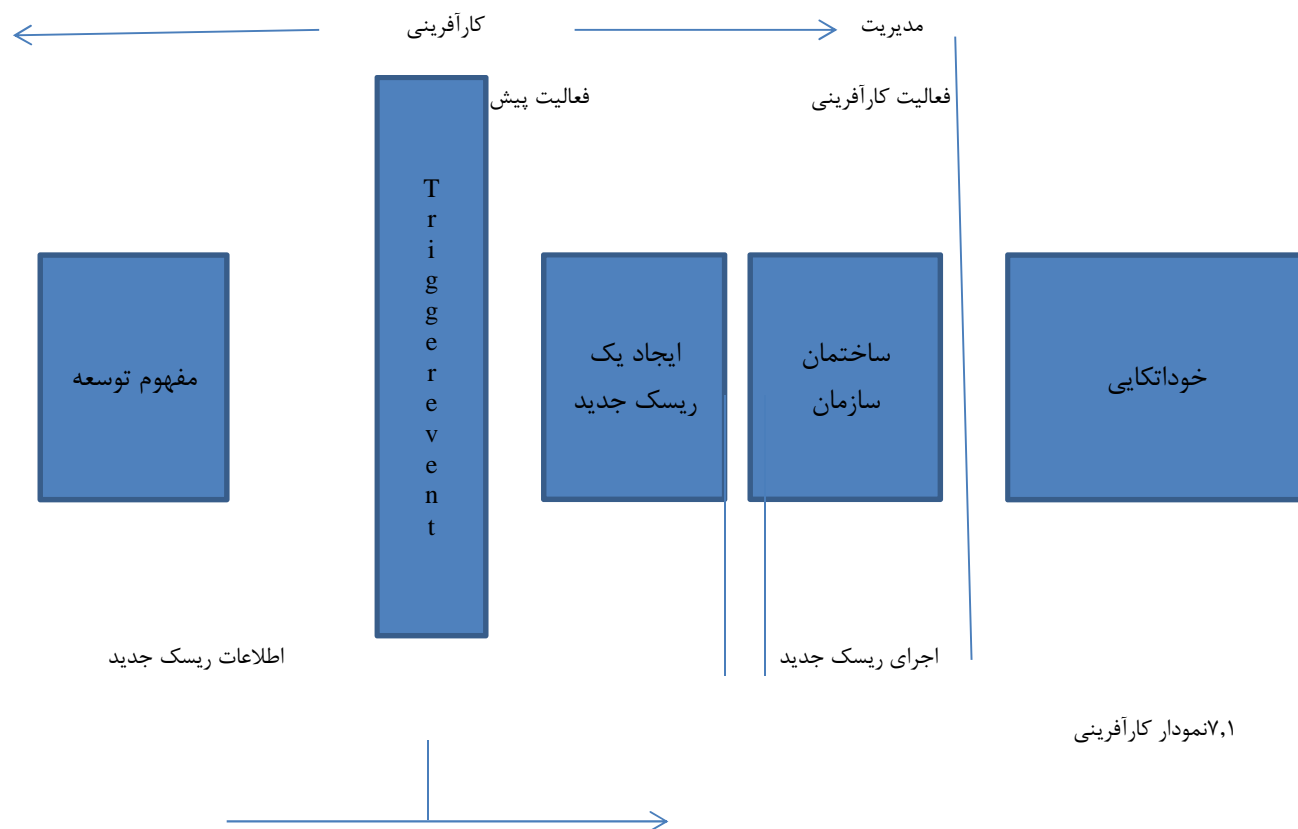 کارآفرینی
مدیریت
فعالیت پیش
فعالیت کارآفرینی
Triggerevent
مفهوم توسعه
ایجاد یک
ریسک جدید
ساختمان
سازمان
خوداتکایی
اطلاعات ریسک جدید
اجرای ریسک جدید
۷,۱نمودار کارآفرینی